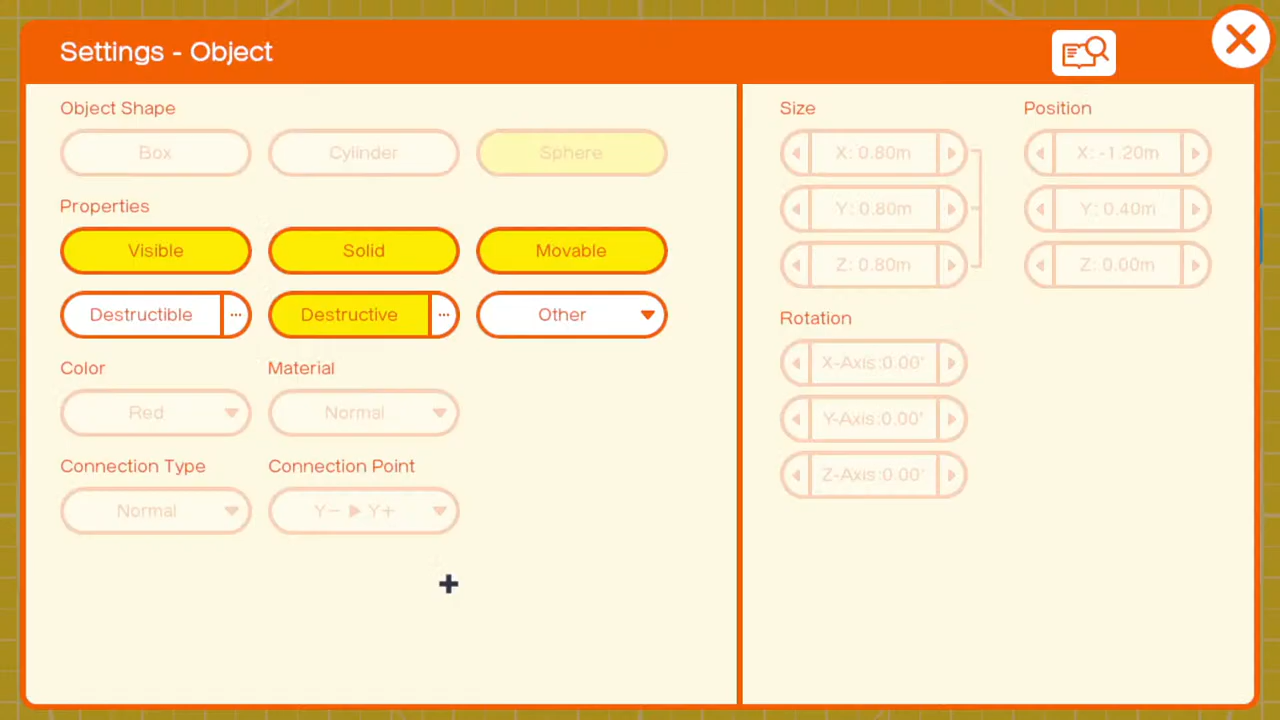 Settings - Object
Object Shape
Box
Cylinder
Sphere
Properties
Visible
Solid
Movable
Destructible ...
Destructive ...
Other
Color
Material
Red
Normal
Connection Type
Connection Point
Normal
Y− ▶ Y+
Size
X: 0.80m
Y: 0.80m
Z: 0.80m
Position
X: -1.20m
Y: 0.40m
Z: 0.00m
Rotation
X-Axis:0.00°
Y-Axis:0.00°
Z-Axis:0.00°